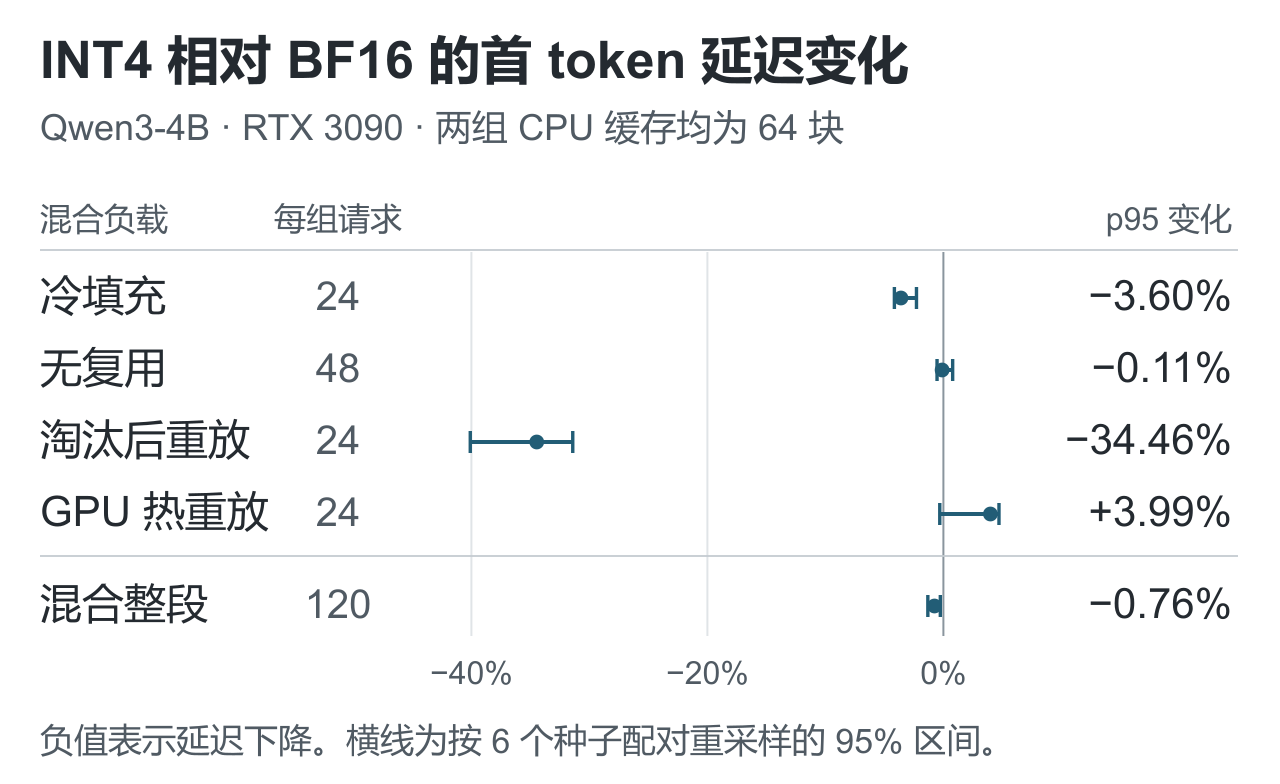 INT4 相对 BF16 的首 token 延迟变化
Qwen3-4B · RTX 3090 · 两组 CPU 缓存均为 64 块
混合负载 每组请求 p95 变化
冷填充 24 −3.60%
无复用 48 −0.11%
淘汰后重放 24 −34.46%
GPU 热重放 24 +3.99%
混合整段 120 −0.76%
−40% −20% 0%
负值表示延迟下降。横线为按 6 个种子配对重采样的 95% 区间。